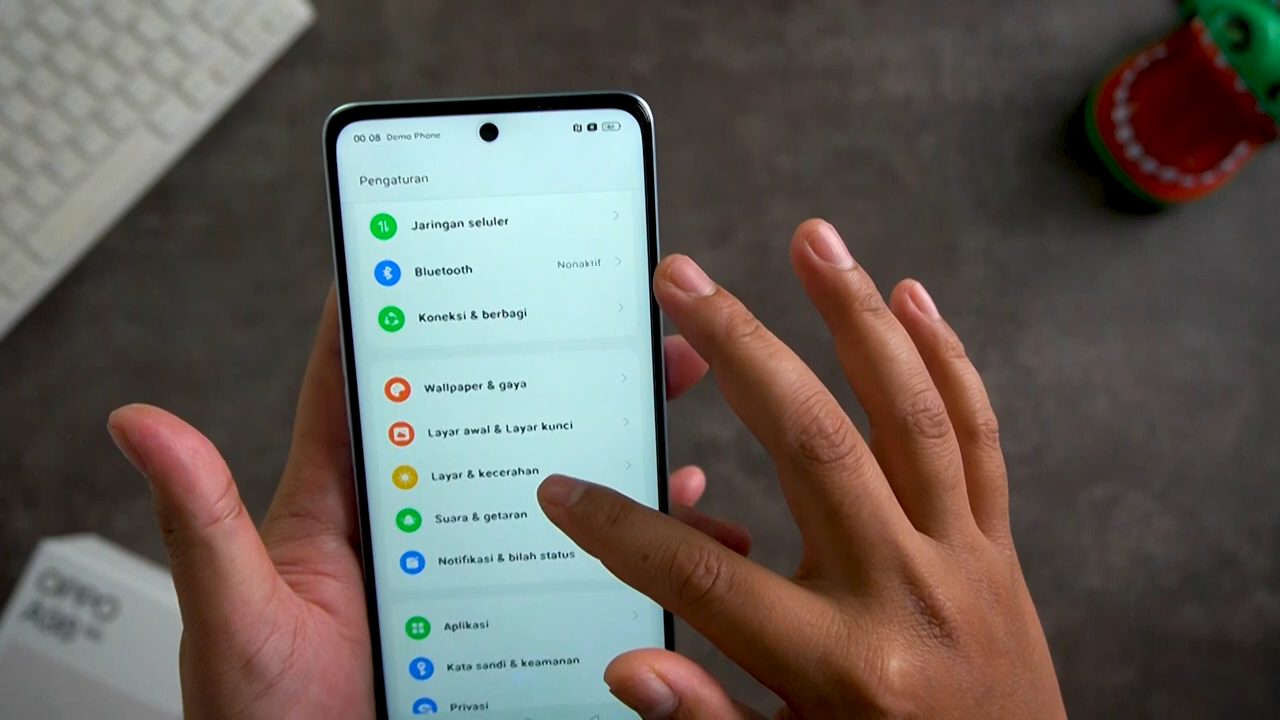 00.08 Demo Phone
Pengaturan
Jaringan seluler
Bluetooth Nonaktif
Koneksi & berbagi
Wallpaper & gaya
Layar awal & Layar kunci
Layar & kecerahan
Suara & getaran
Notifikasi & bilah status
Aplikasi
Kata sandi & keamanan
Privasi
OPPO